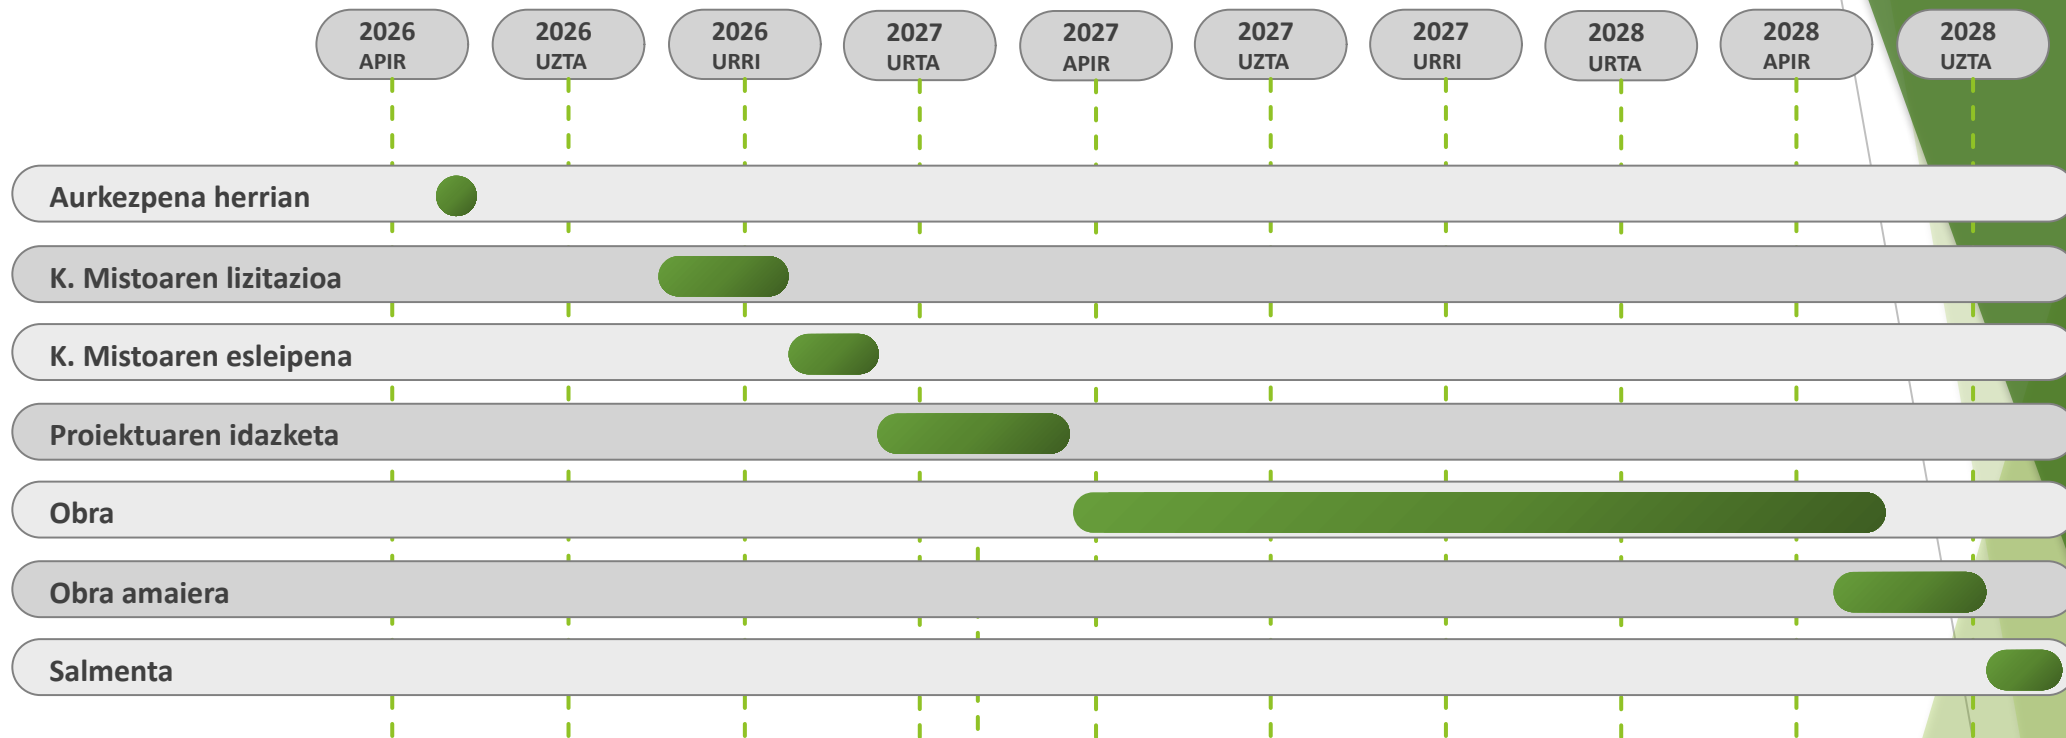 2026
APIR
2026
UZTA
2026
URRI
2027
URTA
2027
APIR
2027
UZTA
2027
URRI
2028
URTA
2028
APIR
2028
UZTA
Aurkezpena herrian
K. Mistoaren lizitazioa
K. Mistoaren esleipena
Proiektuaren idazketa
Obra
Obra amaiera
Salmenta